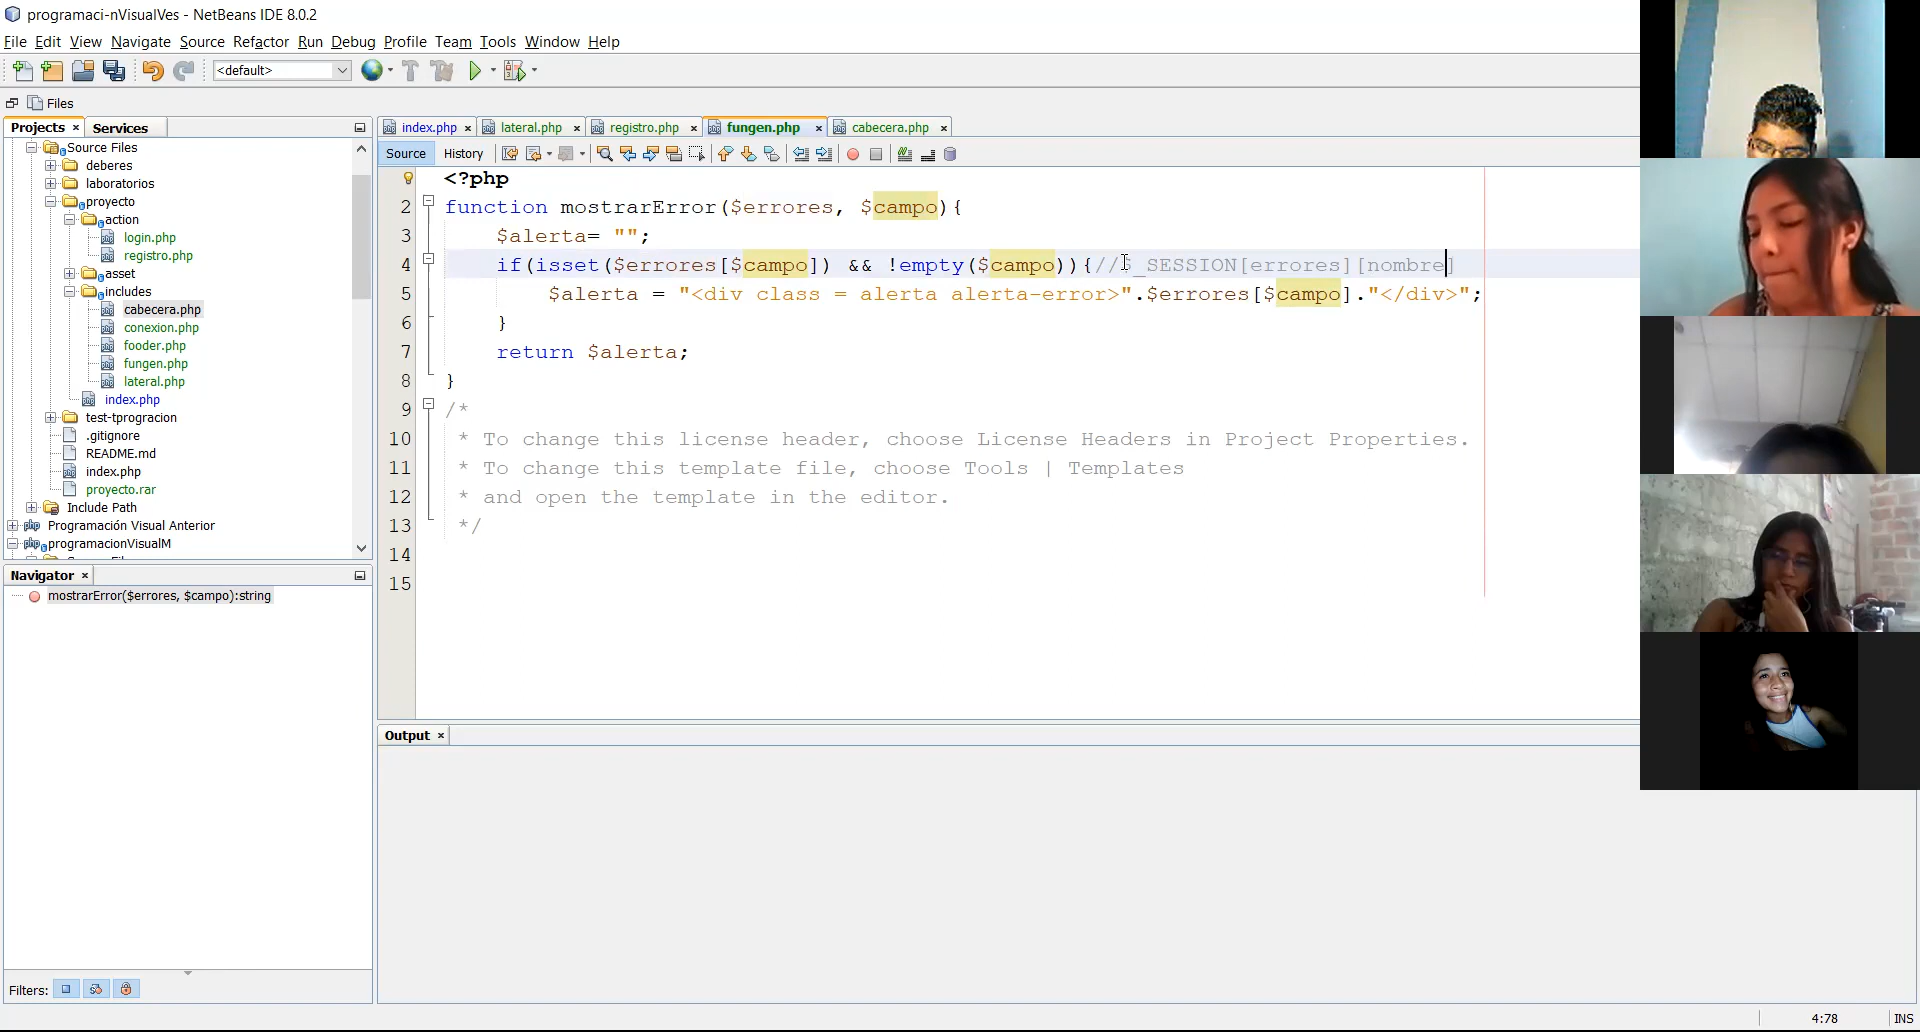 programaci-nVisualVes - NetBeans IDE 8.0.2
File Edit View Navigate Source Refactor Run Debug Profile Team Tools Window Help
<default>
Files
Projects × Services
Source Files
deberes
laboratorios
proyecto
action
login.php
registro.php
asset
includes
cabecera.php
conexion.php
fooder.php
fungen.php
lateral.php
index.php
test-tprogracion
.gitignore
README.md
index.php
proyecto.rar
Include Path
Programación Visual Anterior
programacionVisualM
Navigator ×
mostrarError($errores, $campo):string
Filters:
index.php × lateral.php × registro.php × fungen.php × cabecera.php ×
Source History
<?php
2 function mostrarError($errores, $campo){
3 $alerta= "";
4 if(isset($errores[$campo]) && !empty($campo)){//$_SESSION[errores][nombre]
5 $alerta = "<div class = alerta alerta-error>".$errores[$campo]."</div>";
6 }
7 return $alerta;
8 }
9 /*
10 * To change this license header, choose License Headers in Project Properties.
11 * To change this template file, choose Tools | Templates
12 * and open the template in the editor.
13 */
14
15
Output ×
4:78 INS